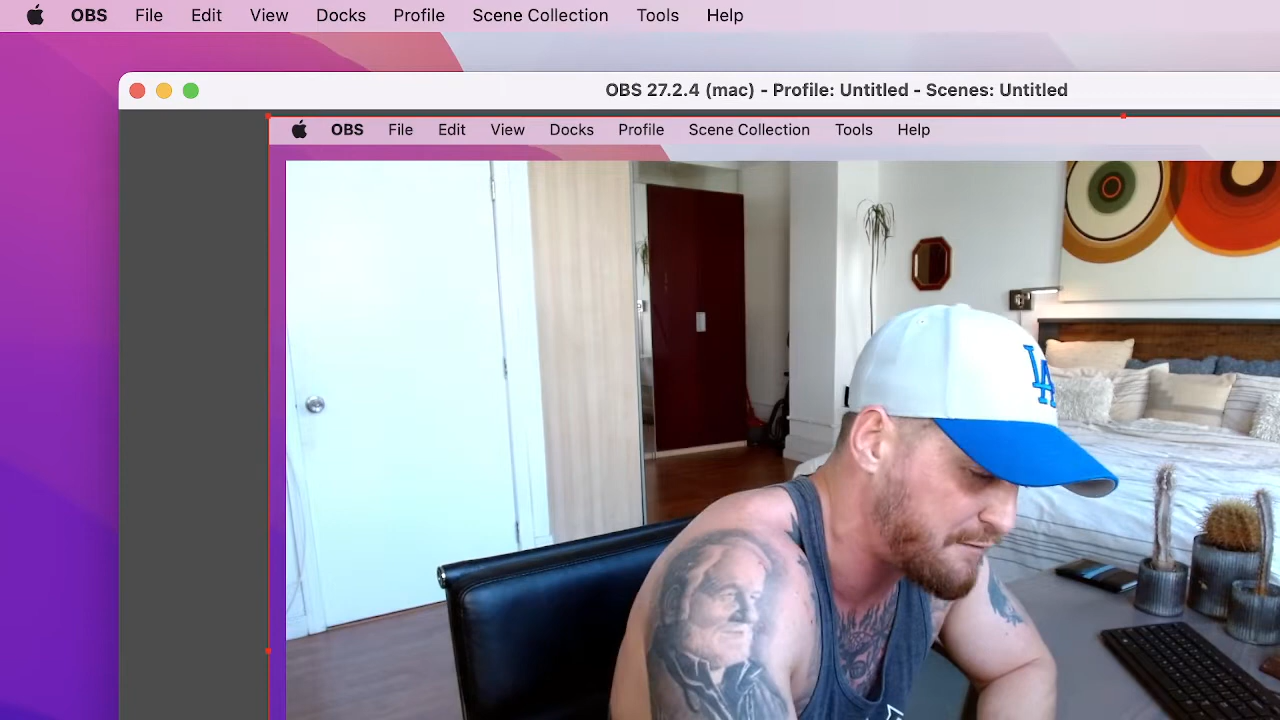 OBS File Edit View Docks Profile Scene Collection Tools Help
OBS 27.2.4 (mac) - Profile: Untitled - Scenes: Untitled
OBS File Edit View Docks Profile Scene Collection Tools Help
LA